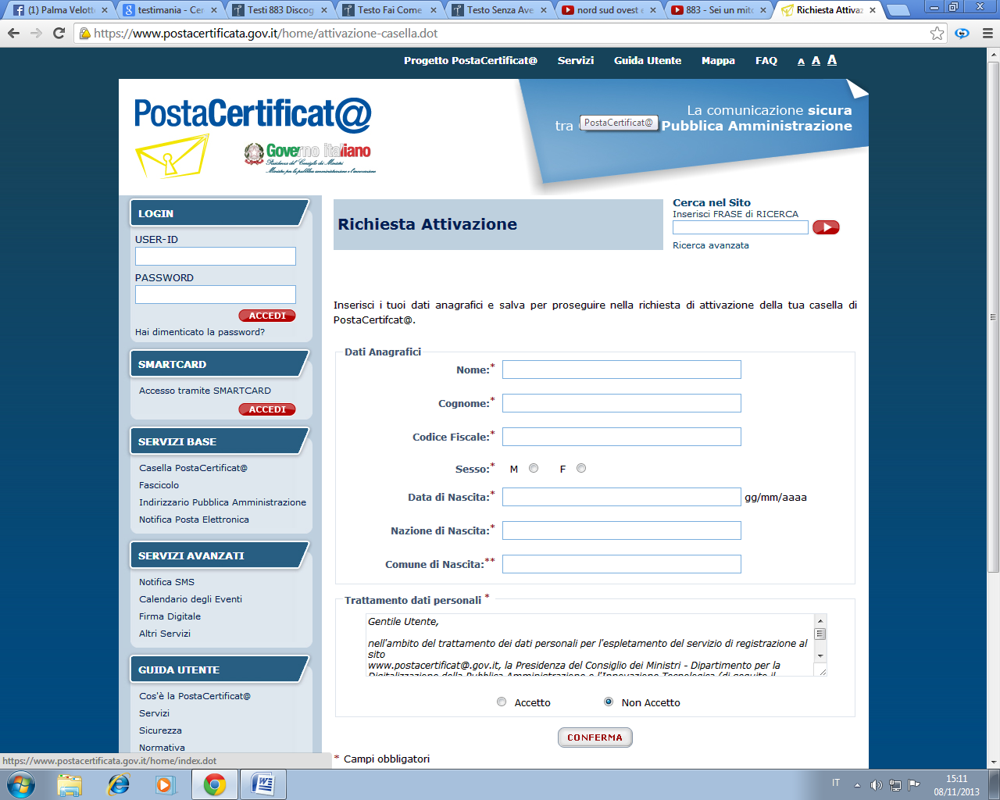 (1) Palma Velott
testimania - Cer
Testi 883 Discog
Testo Fai Come
Testo Senza Ave
nord sud ovest e
883 - Sei un mito
Richiesta Attivaz
https://www.postacertificata.gov.it/home/attivazione-casella.dot
Progetto PostaCertificat@ Servizi Guida Utente Mappa FAQ A A A
PostaCertificat@
Governo italiano
Presidenza del Consiglio dei Ministri
Ministro per la pubblica amministrazione e l'innovazione
La comunicazione sicura
tra PostaCertificat@ Pubblica Amministrazione
LOGIN
USER-ID
PASSWORD
ACCEDI
Hai dimenticato la password?
SMARTCARD
Accesso tramite SMARTCARD
ACCEDI
SERVIZI BASE
Casella PostaCertificat@
Fascicolo
Indirizzario Pubblica Amministrazione
Notifica Posta Elettronica
SERVIZI AVANZATI
Notifica SMS
Calendario degli Eventi
Firma Digitale
Altri Servizi
GUIDA UTENTE
Cos'è la PostaCertificat@
Servizi
Sicurezza
Normativa
Richiesta Attivazione
Cerca nel Sito
Inserisci FRASE di RICERCA
Ricerca avanzata
Inserisci i tuoi dati anagrafici e salva per proseguire nella richiesta di attivazione della tua casella di
PostaCertifcat@.
Dati Anagrafici
Nome:*
Cognome:*
Codice Fiscale:*
Sesso:* M F
Data di Nascita:* gg/mm/aaaa
Nazione di Nascita:*
Comune di Nascita:**
Trattamento dati personali *
Gentile Utente,
nell'ambito del trattamento dei dati personali per l'espletamento del servizio di registrazione al
sito
www.postacertificat@.gov.it, la Presidenza del Consiglio dei Ministri - Dipartimento per la
Digitalizzazione della Pubblica Amministrazione e l'Innovazione Tecnologica (di seguito il
Accetto Non Accetto
CONFERMA
* Campi obbligatori
https://www.postacertificata.gov.it/home/index.dot
IT
15:11
08/11/2013